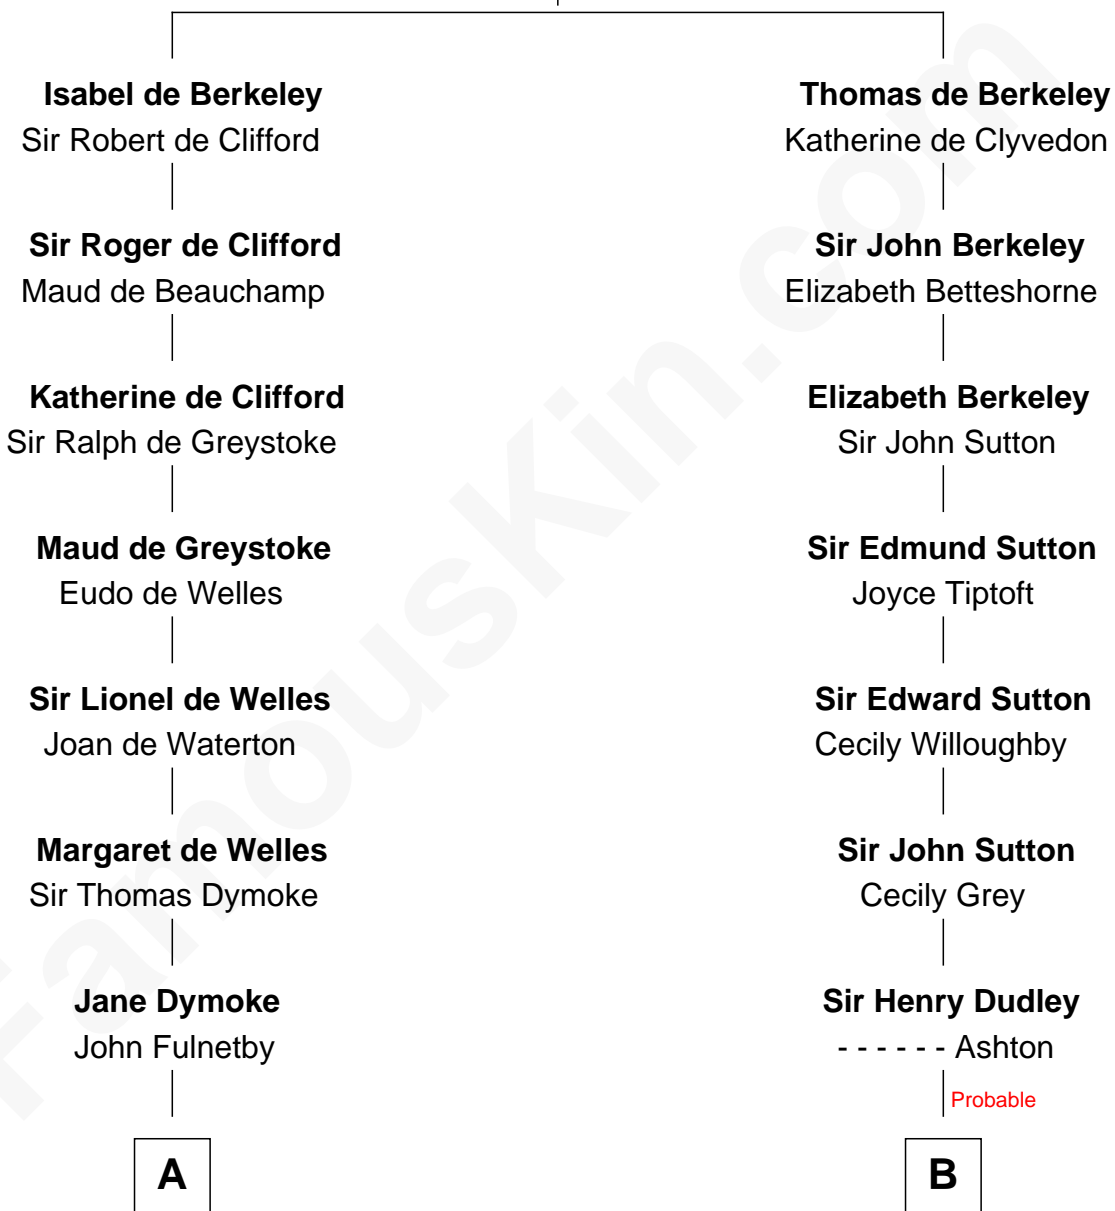 Isabel de Berkeley
Sir Robert de Clifford
Sir Roger de Clifford
Maud de Beauchamp
Katherine de Clifford
Sir Ralph de Greystoke
Maud de Greystoke
Eudo de Welles
Sir Lionel de Welles
Joan de Waterton
Margaret de Welles
Sir Thomas Dymoke
Jane Dymoke
John Fulnetby
A
Thomas de Berkeley
Katherine de Clyvedon
Sir John Berkeley
Elizabeth Betteshorne
Elizabeth Berkeley
Sir John Sutton
Sir Edmund Sutton
Joyce Tiptoft
Sir Edward Sutton
Cecily Willoughby
Sir John Sutton
Cecily Grey
Sir Henry Dudley
- - - - - - Ashton
Probable
B
FamousKin.com